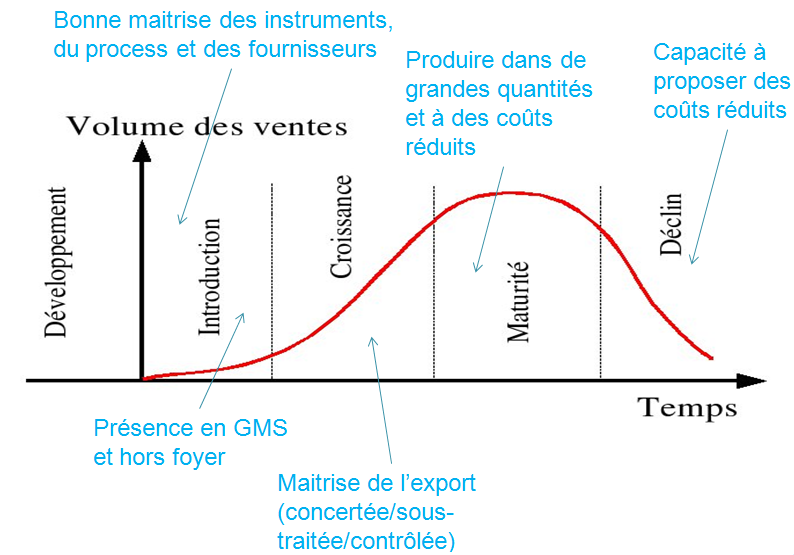 Bonne maitrise des instruments,
du process et des fournisseurs
Produire dans de
grandes quantités
et à des coûts
réduits
Capacité à
proposer des
coûts réduits
Volume des ventes
Développement
Introduction
Croissance
Maturité
Déclin
Temps
Présence en GMS
et hors foyer
Maitrise de l’export
(concertée/sous-
traitée/contrôlée)